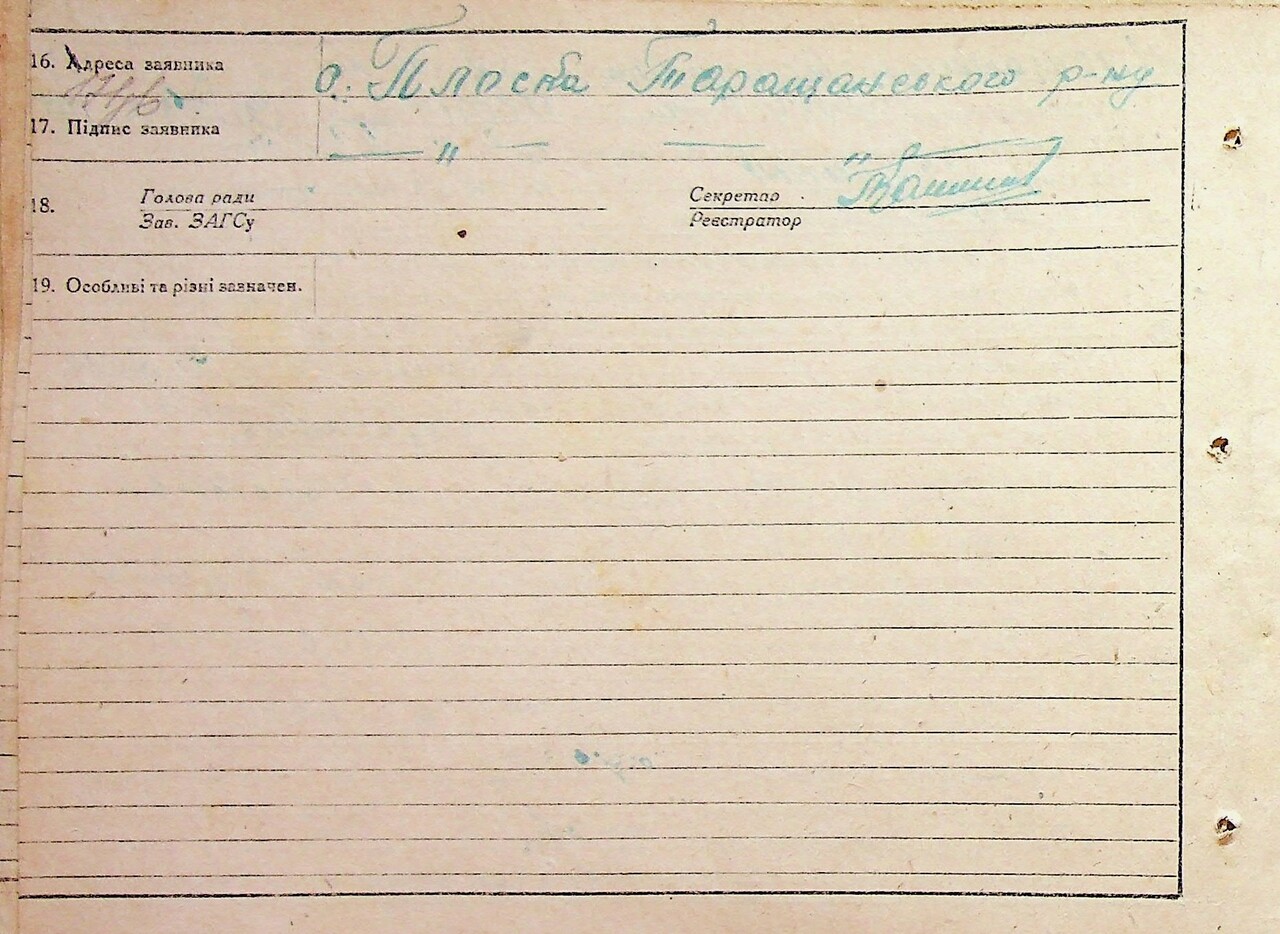 16. Адреса заявника с. Плоска Таращанського р-ну
17. Підпис заявника — " — — "
18. Голова ради Секретар
Зав. ЗАГСу Реєстратор
19. Особливі та різні зазначен.